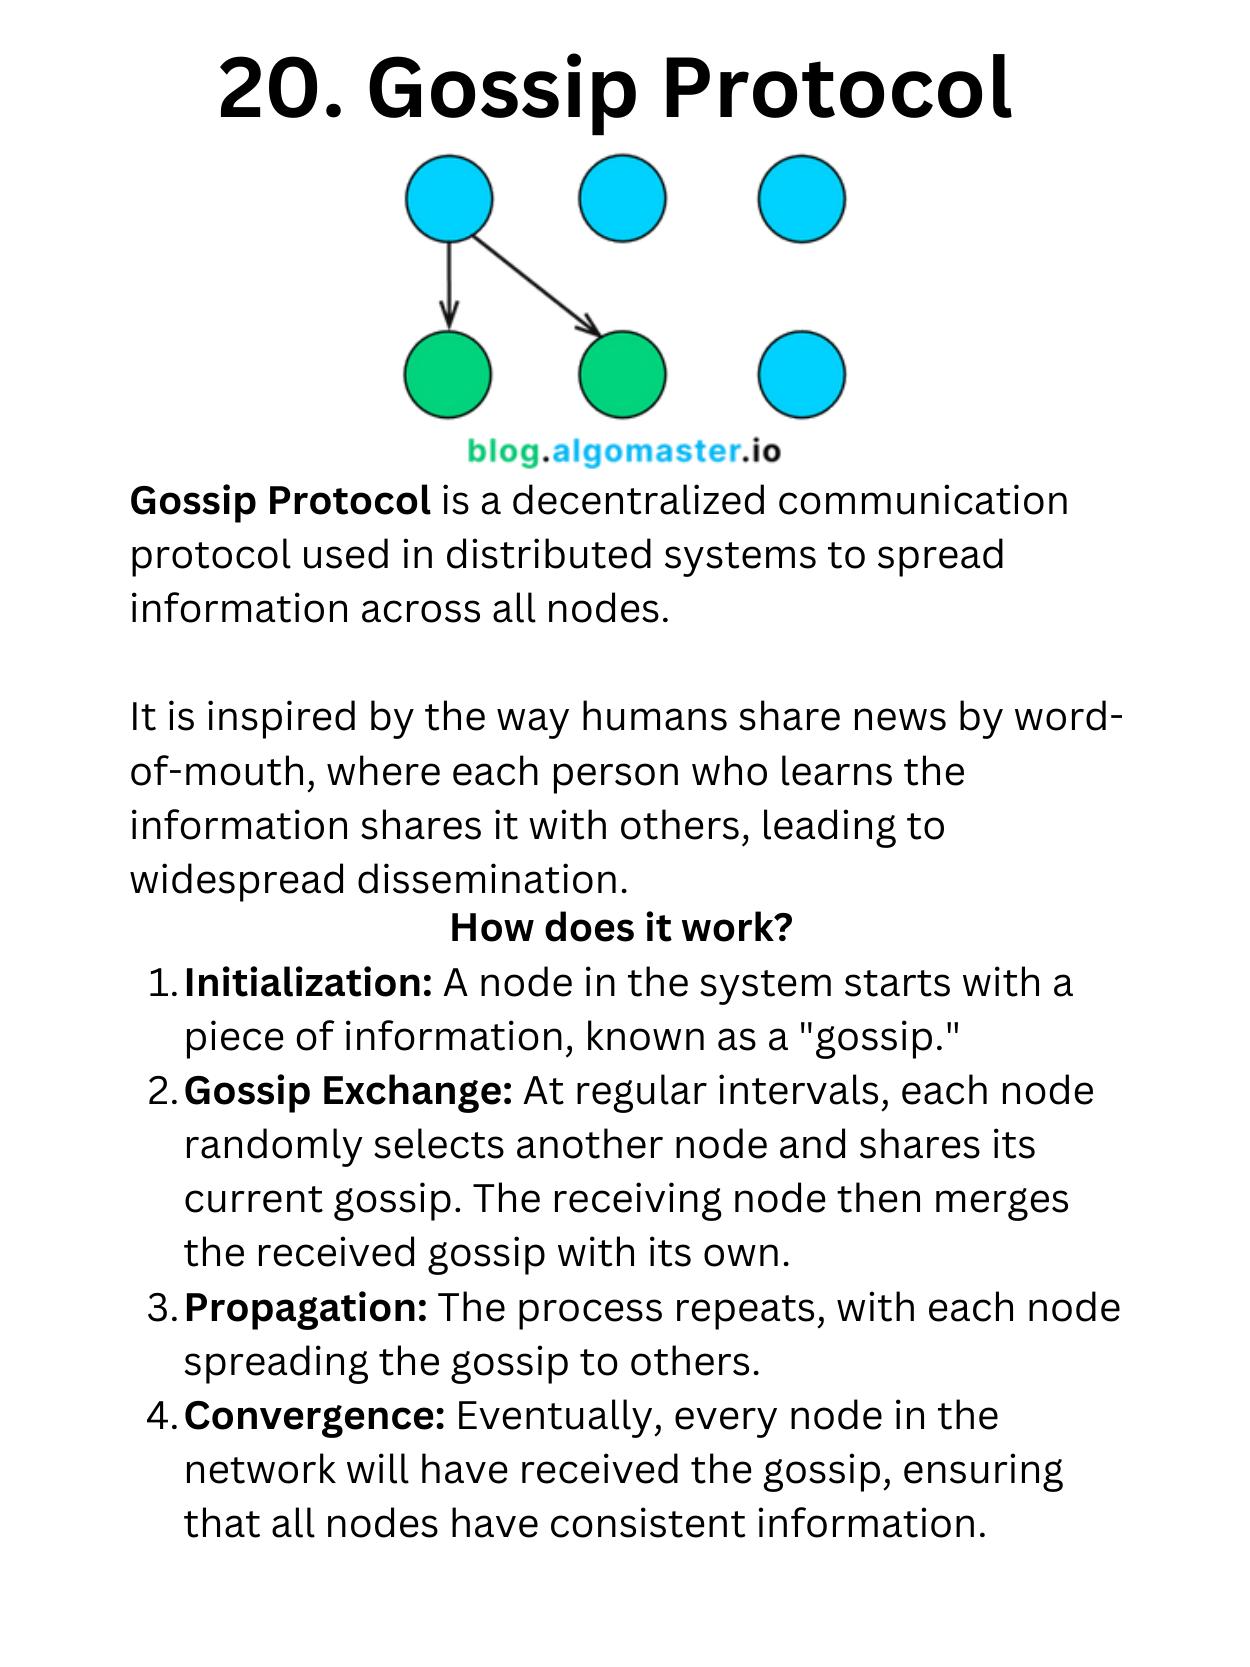 20. Gossip Protocol
blog.algomaster.io
Gossip Protocol is a decentralized communication
protocol used in distributed systems to spread
information across all nodes.
It is inspired by the way humans share news by word-
of-mouth, where each person who learns the
information shares it with others, leading to
widespread dissemination.
How does it work?
1. Initialization: A node in the system starts with a
piece of information, known as a "gossip."
2. Gossip Exchange: At regular intervals, each node
randomly selects another node and shares its
current gossip. The receiving node then merges
the received gossip with its own.
3. Propagation: The process repeats, with each node
spreading the gossip to others.
4. Convergence: Eventually, every node in the
network will have received the gossip, ensuring
that all nodes have consistent information.